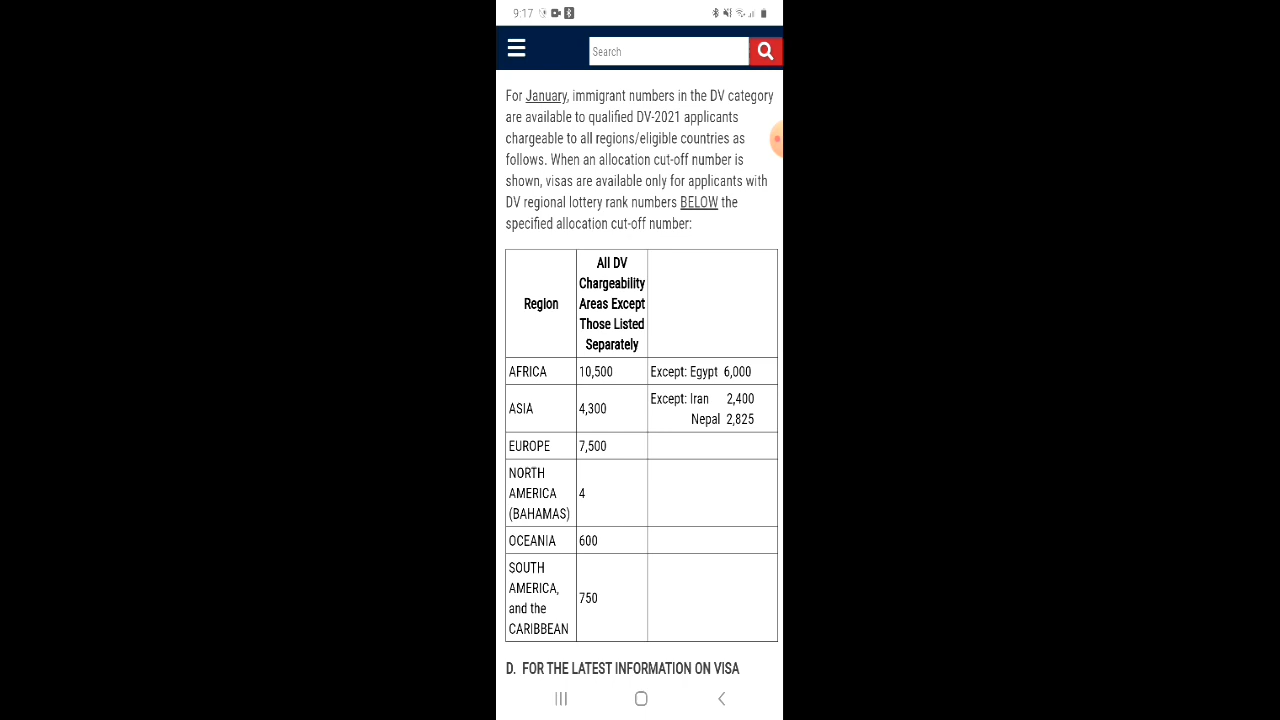 9:17
Search
For January, immigrant numbers in the DV category
are available to qualified DV-2021 applicants
chargeable to all regions/eligible countries as
follows. When an allocation cut-off number is
shown, visas are available only for applicants with
DV regional lottery rank numbers BELOW the
specified allocation cut-off number:
Region
All DV
Chargeability
Areas Except
Those Listed
Separately
AFRICA 10,500 Except: Egypt 6,000
ASIA 4,300 Except: Iran 2,400
Nepal 2,825
EUROPE 7,500
NORTH
AMERICA
(BAHAMAS)
4
OCEANIA 600
SOUTH
AMERICA,
and the
CARIBBEAN
750
D. FOR THE LATEST INFORMATION ON VISA